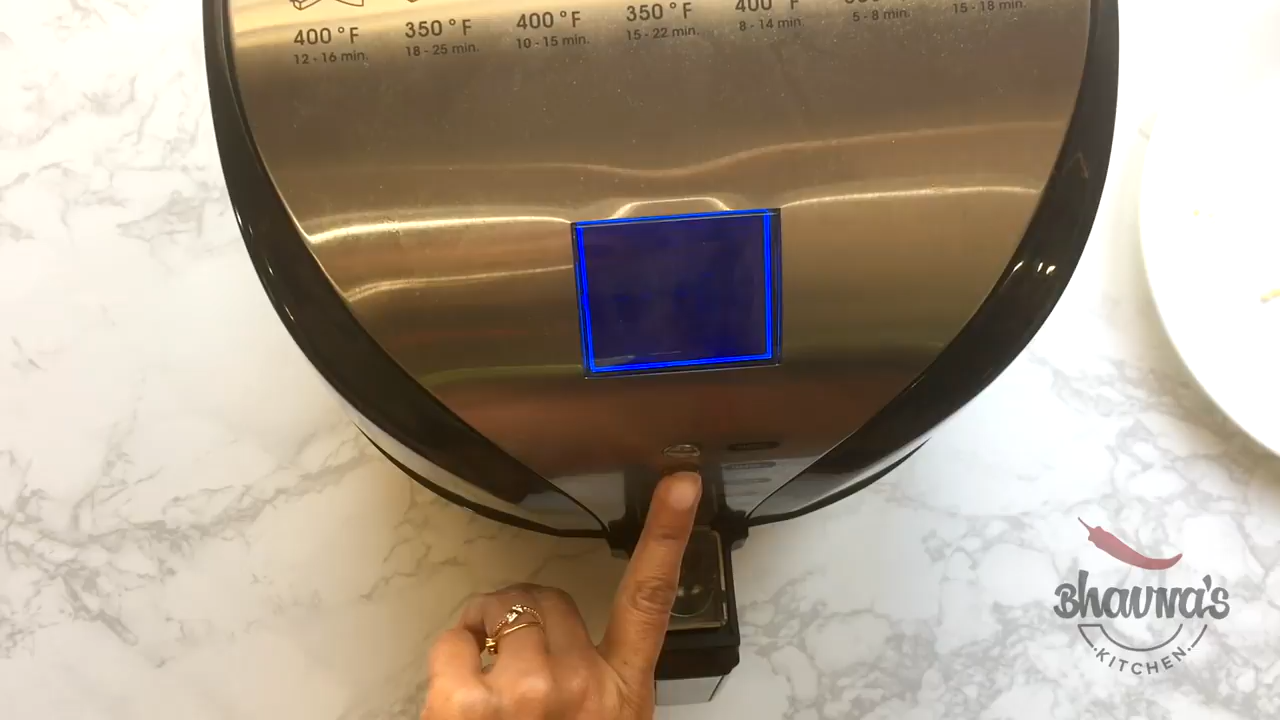 400 °F 350 °F 400 °F 350 °F 400 °F
12 - 16 min. 18 - 25 min. 10 - 15 min. 15 - 22 min. 8 - 14 min. 5 - 8 min. 15 - 18 min.
Bhavna's
KITCHEN